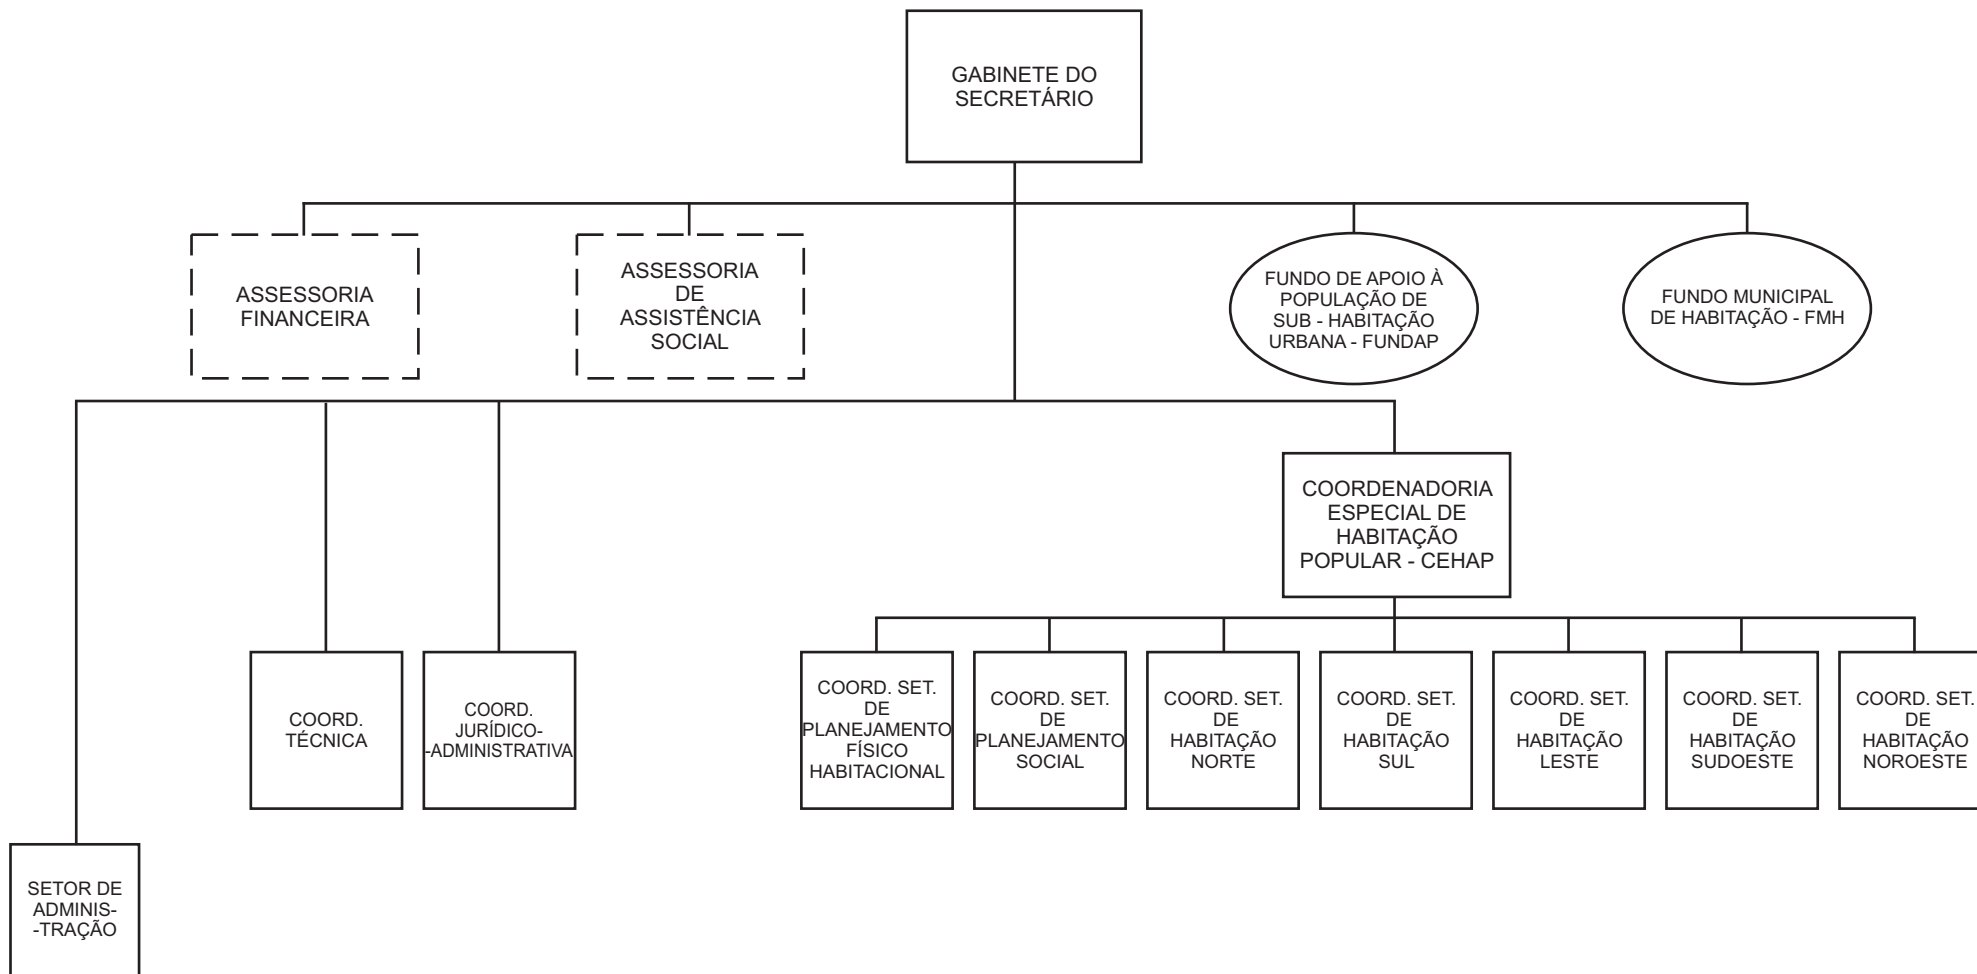 GABINETE DO
SECRETÁRIO
ASSESSORIA
FINANCEIRA
ASSESSORIA
DE
ASSISTÊNCIA
SOCIAL
FUNDO DE APOIO À
POPULAÇÃO DE
SUB - HABITAÇÃO
URBANA - FUNDAP
FUNDO MUNICIPAL
DE HABITAÇÃO - FMH
COORDENADORIA
ESPECIAL DE
HABITAÇÃO
POPULAR - CEHAP
COORD.
TÉCNICA
COORD.
JURÍDICO-
-ADMINISTRATIVA
COORD. SET.
DE
PLANEJAMENTO
FÍSICO
HABITACIONAL
COORD. SET.
DE
PLANEJAMENTO
SOCIAL
COORD. SET.
DE
HABITAÇÃO
NORTE
COORD. SET.
DE
HABITAÇÃO
SUL
COORD. SET.
DE
HABITAÇÃO
LESTE
COORD. SET.
DE
HABITAÇÃO
SUDOESTE
COORD. SET.
DE
HABITAÇÃO
NOROESTE
SETOR DE
ADMINIS-
-TRAÇÃO